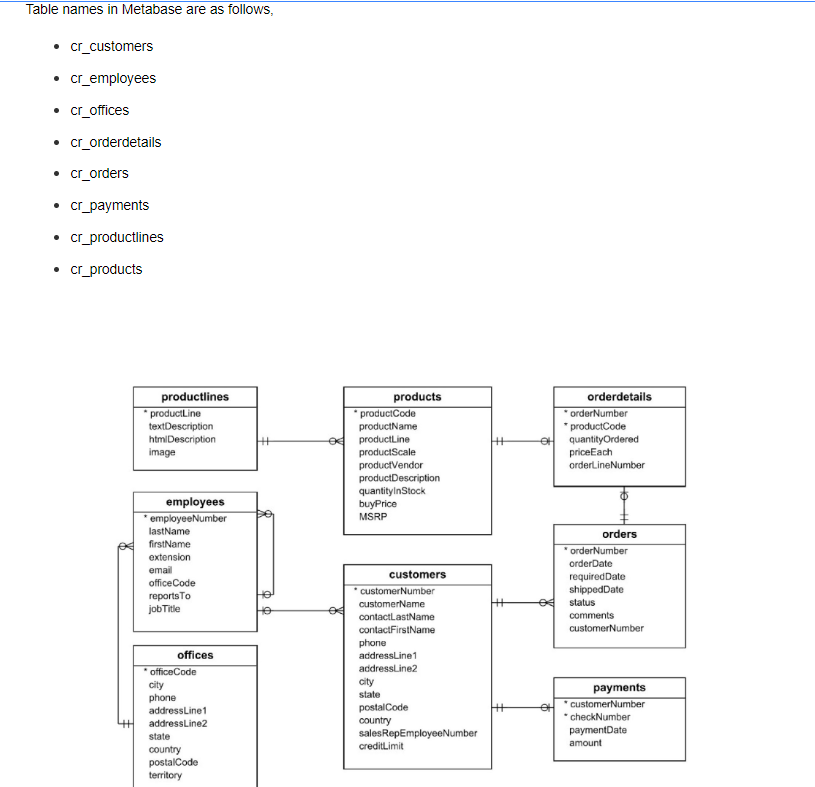 Table names in Metabase are as follows,
cr_customers
cr_employees
cr_offices
cr_orderdetails
cr_orders
cr_payments
cr_productlines
cr_products
productlines
* productLine
textDescription
htmlDescription
image
products
* productCode
productName
productLine
productScale
productVendor
productDescription
quantityInStock
buyPrice
MSRP
orderdetails
* orderNumber
* productCode
quantityOrdered
priceEach
orderLineNumber
employees
* employeeNumber
lastName
firstName
extension
email
officeCode
reportsTo
jobTitle
customers
* customerNumber
customerName
contactLastName
contactFirstName
phone
addressLine1
addressLine2
city
state
postalCode
country
salesRepEmployeeNumber
creditLimit
orders
* orderNumber
orderDate
requiredDate
shippedDate
status
comments
customerNumber
offices
* officeCode
city
phone
addressLine1
addressLine2
state
country
postalCode
territory
payments
* customerNumber
* checkNumber
paymentDate
amount